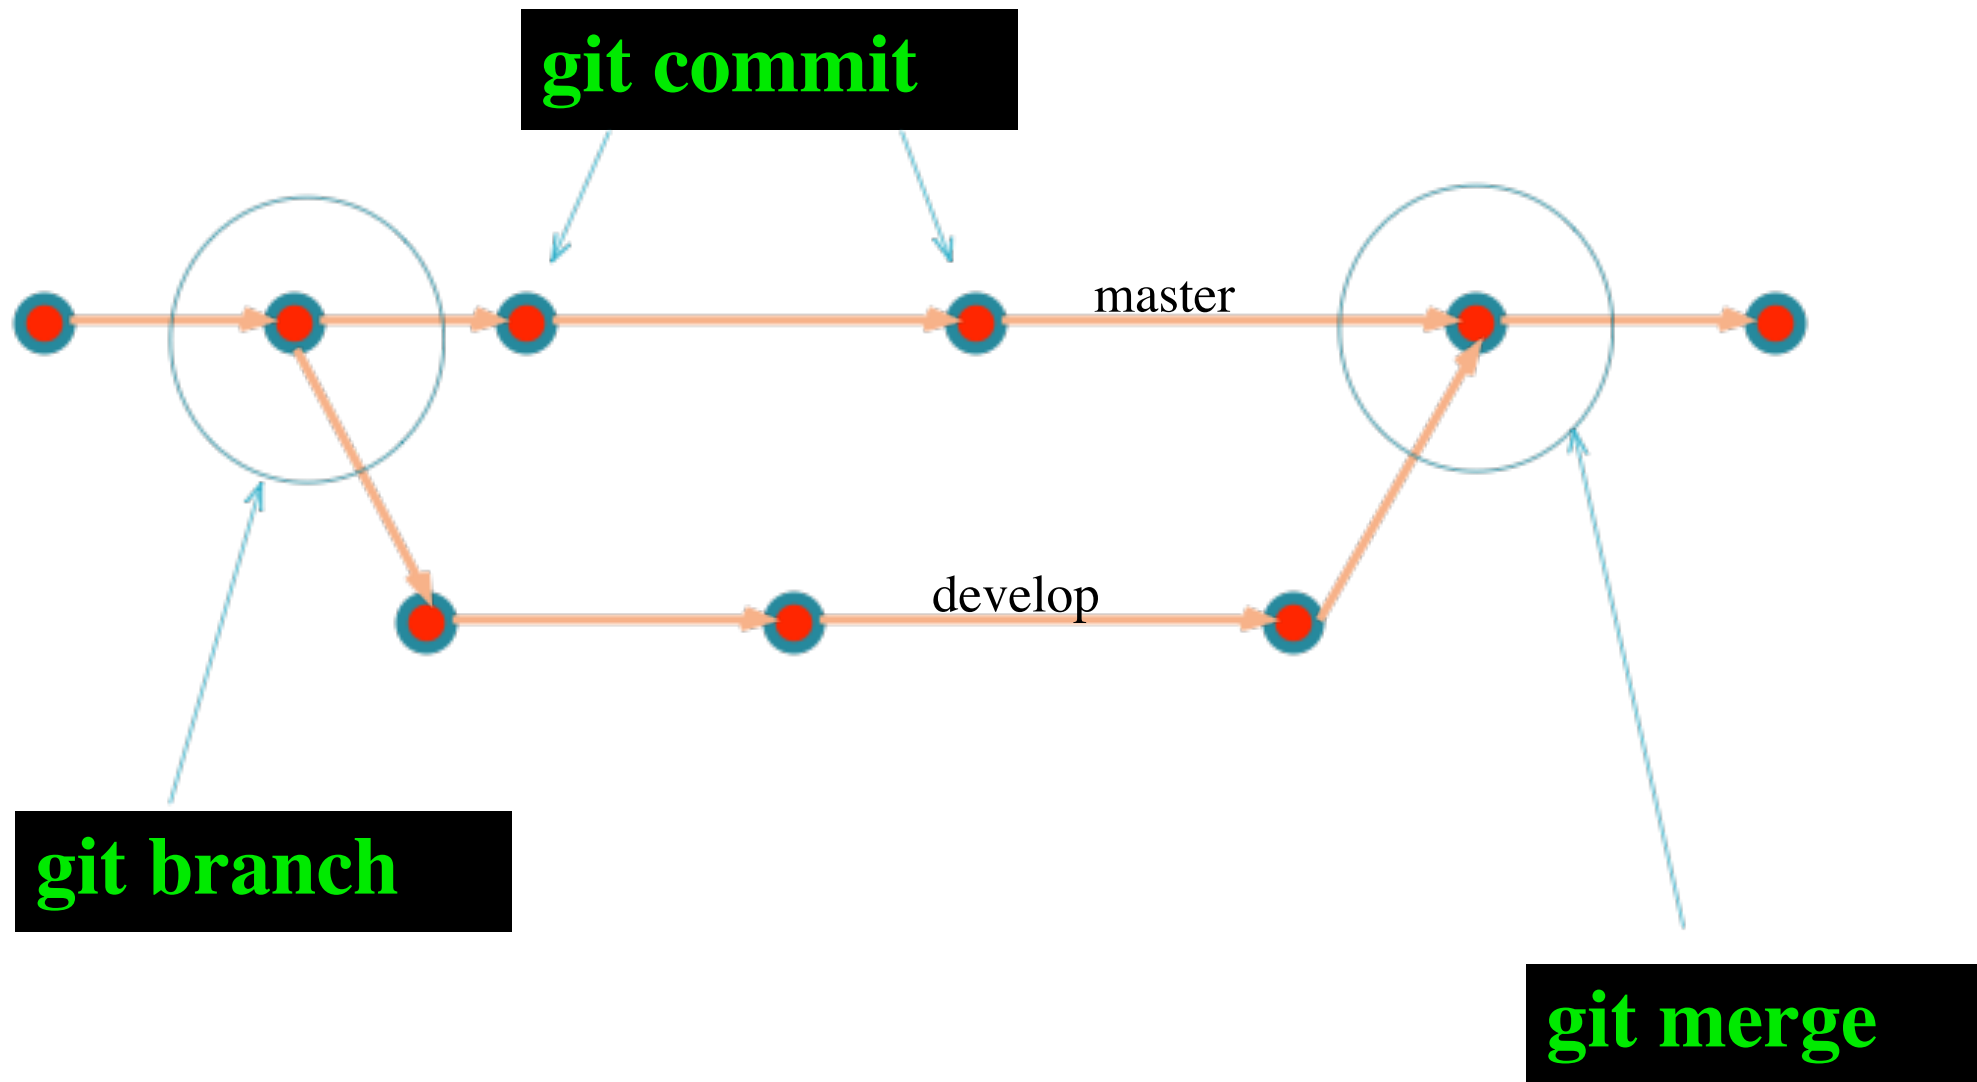 git commit
master
develop
git branch
git merge